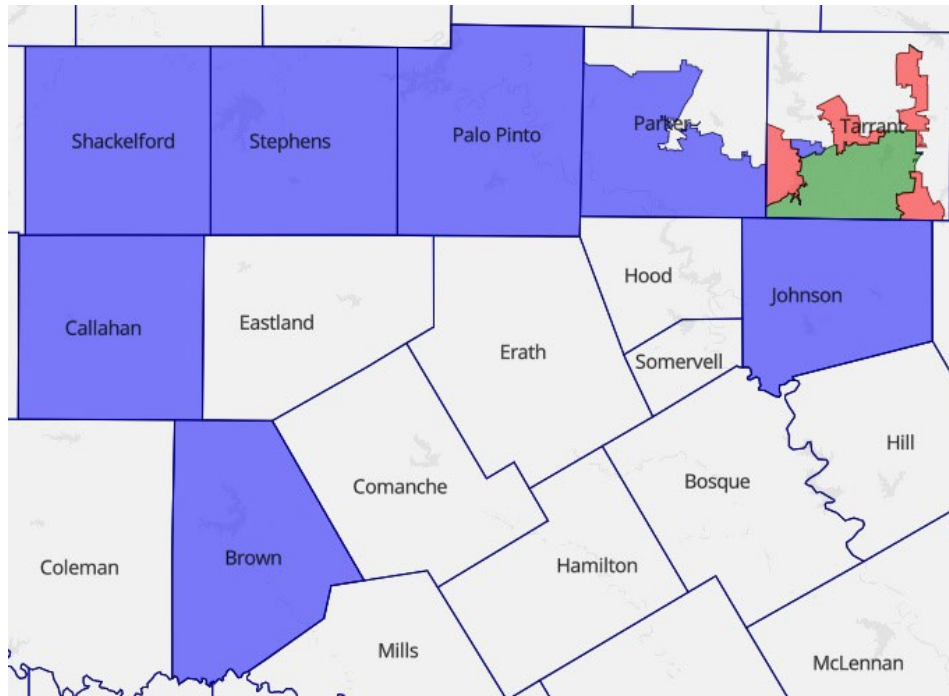 Shackelford
Stephens
Palo Pinto
Parker
Tarrant
Callahan
Eastland
Erath
Hood
Somervell
Johnson
Hill
Comanche
Bosque
Coleman
Brown
Hamilton
Mills
McLennan